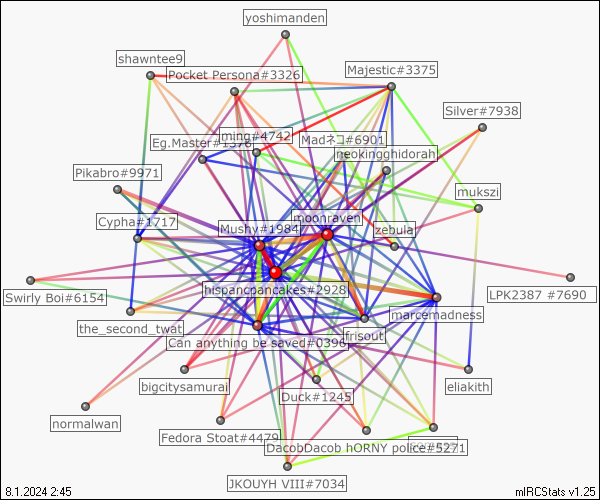 yoshimanden
shawntee9
Pocket Persona#3326
Majestic#3375
Silver#7938
ming#4742
Madネコ#6901
Eg.Master#1378
neokingghidorah
Pikabro#9971
mukszi
Cypha#1717
Mushy#1984
moonraven
zebula
Swirly Boi#6154
hispancpancakes#2928
LPK2387 #7690
marcemadness
the_second_twat
Can anything be saved#0396
frisout
bigcitysamurai
Duck#1245
eliakith
normalwan
Fedora Stoat#4479
DacobDacob hORNY police#5271
JKOUYH VIII#7034
8.1.2024 2:45
mIRCStats v1.25